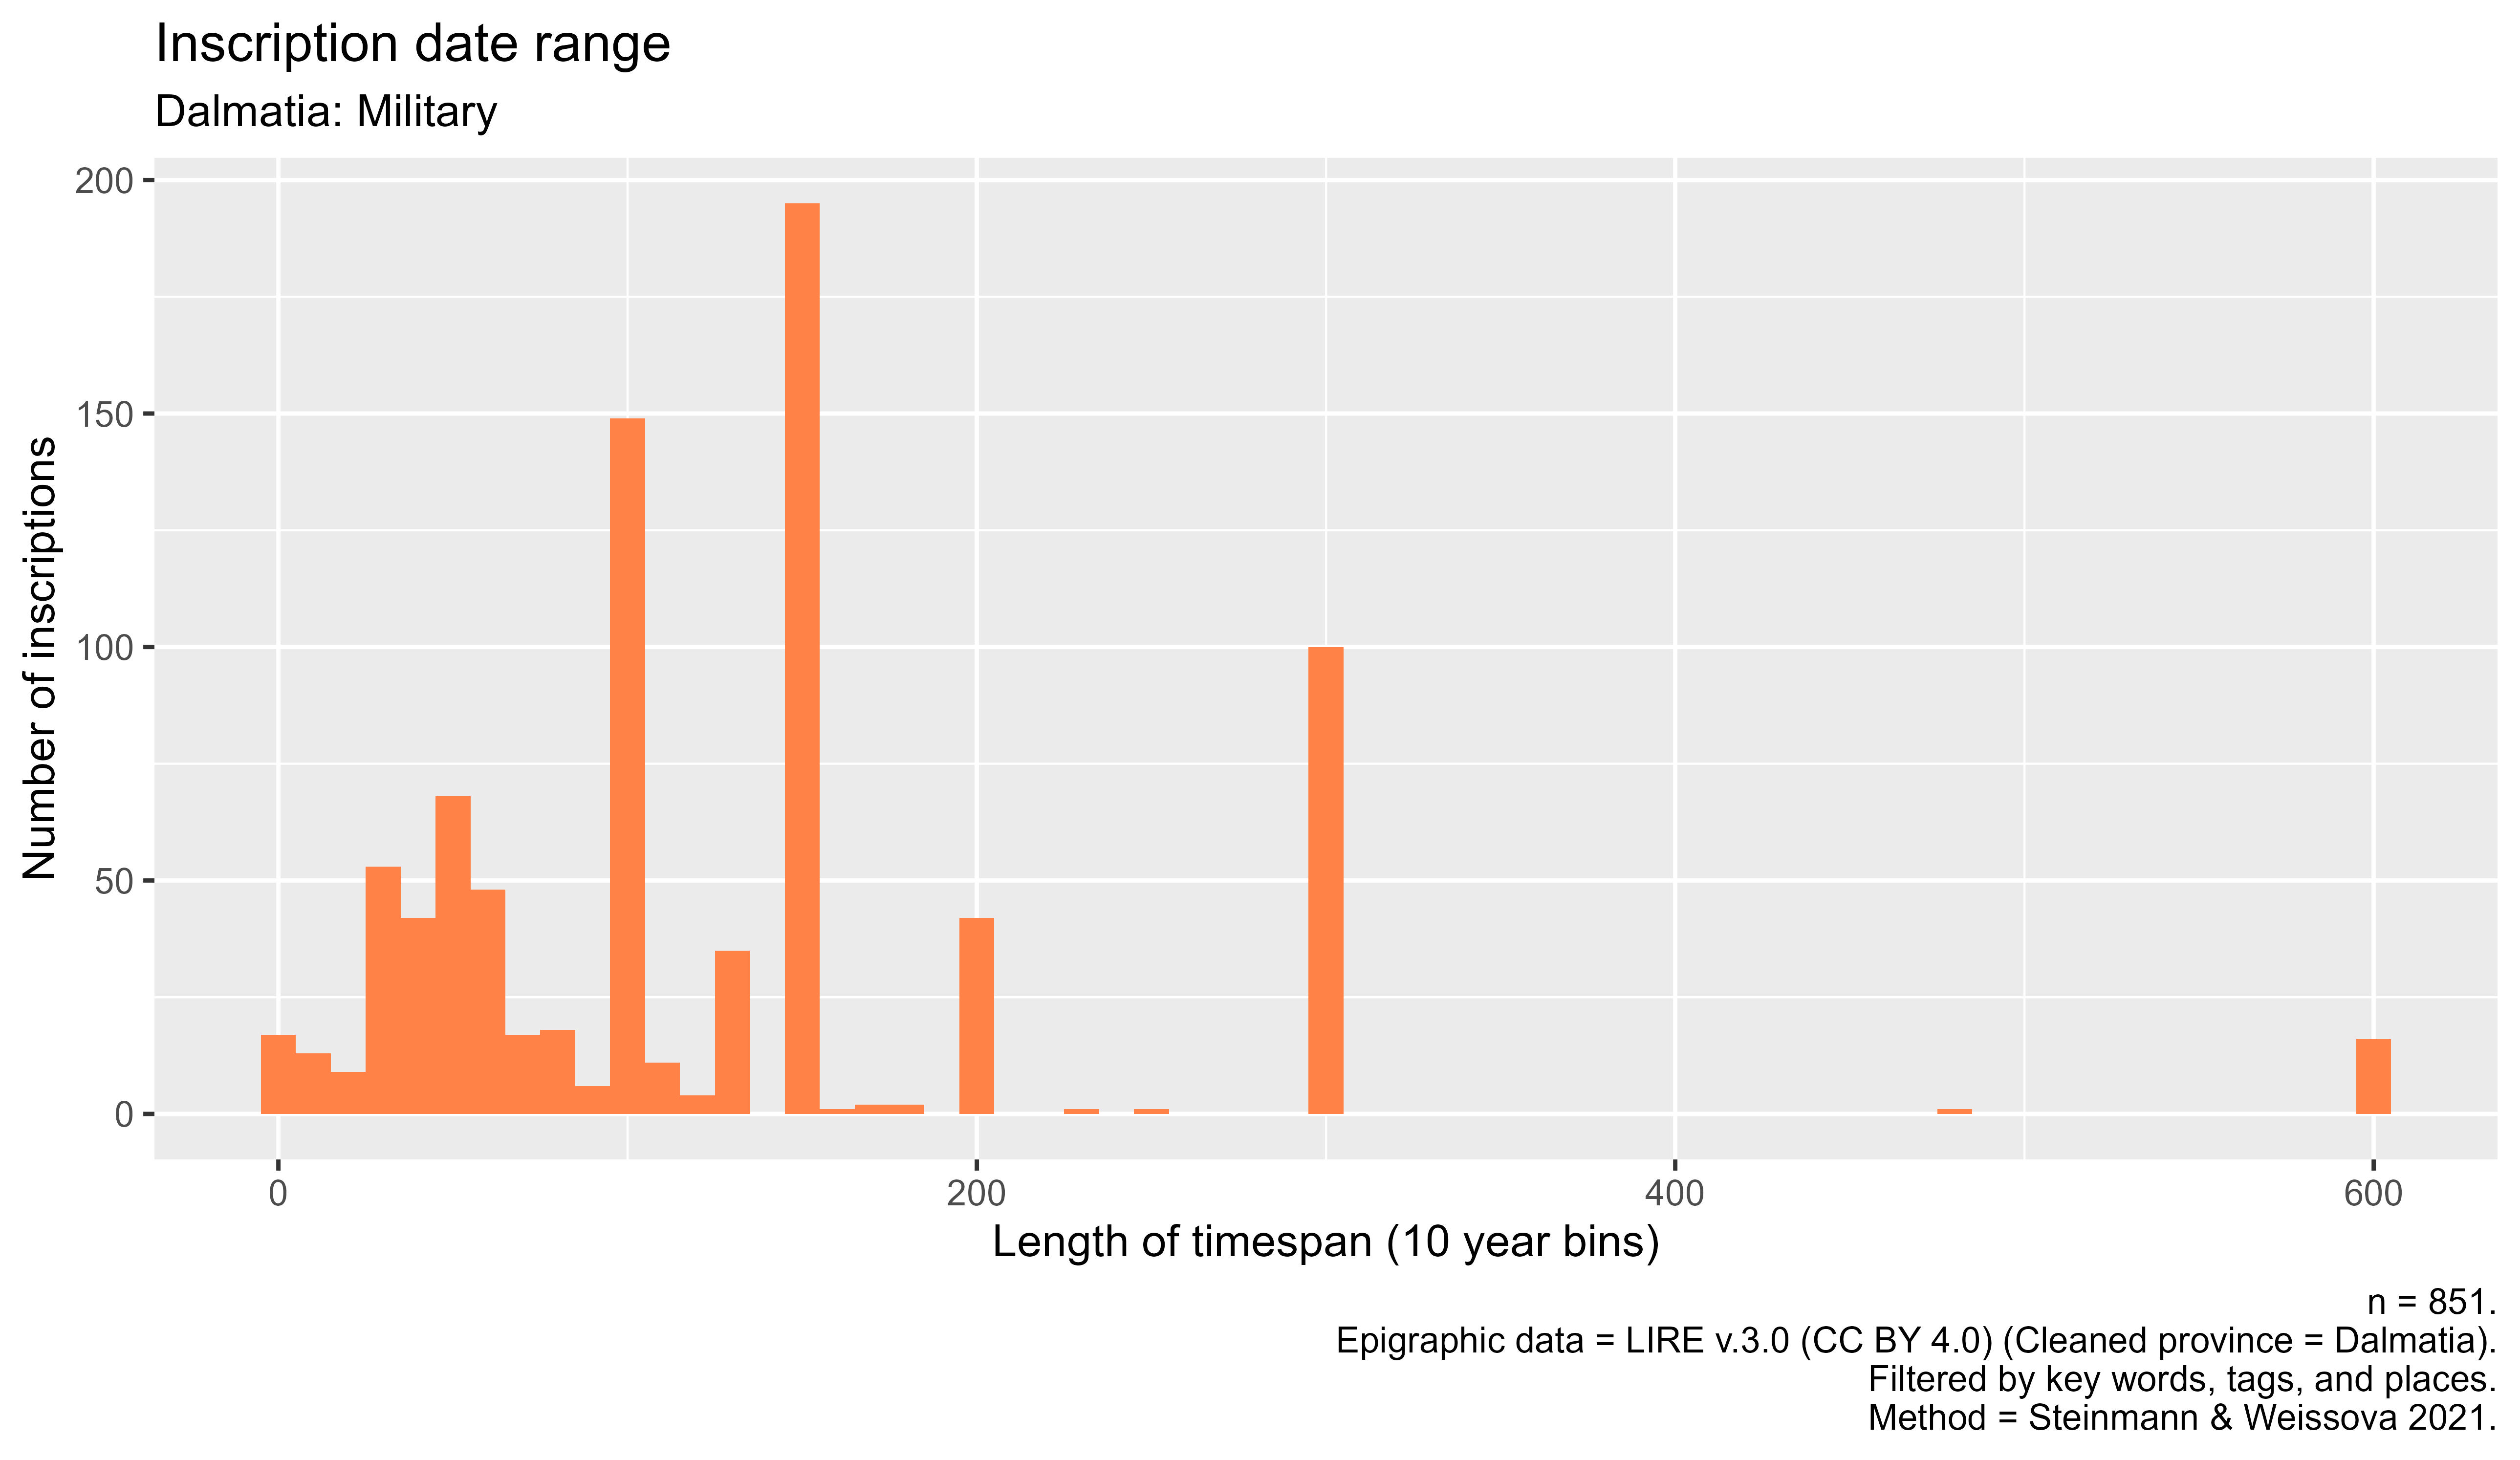 Inscription date range
Dalmatia: Military
200
150
100
50
0
Number of inscriptions
0
200
400
600
Length of timespan (10 year bins)
n = 851.
Epigraphic data = LIRE v.3.0 (CC BY 4.0) (Cleaned province = Dalmatia).
Filtered by key words, tags, and places.
Method = Steinmann & Weissova 2021.